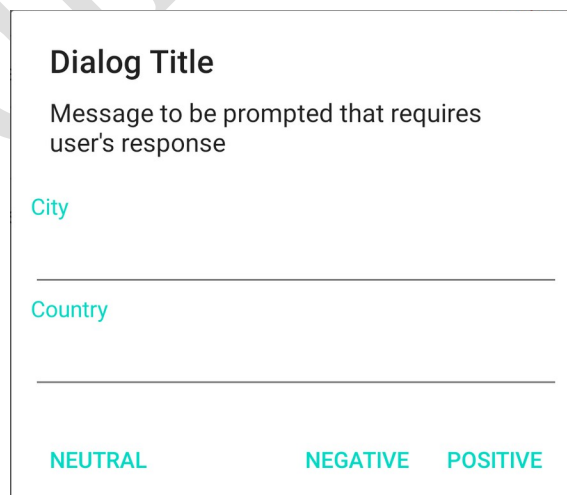 Dialog Title
Message to be prompted that requires
user's response
City
Country
NEUTRAL NEGATIVE POSITIVE